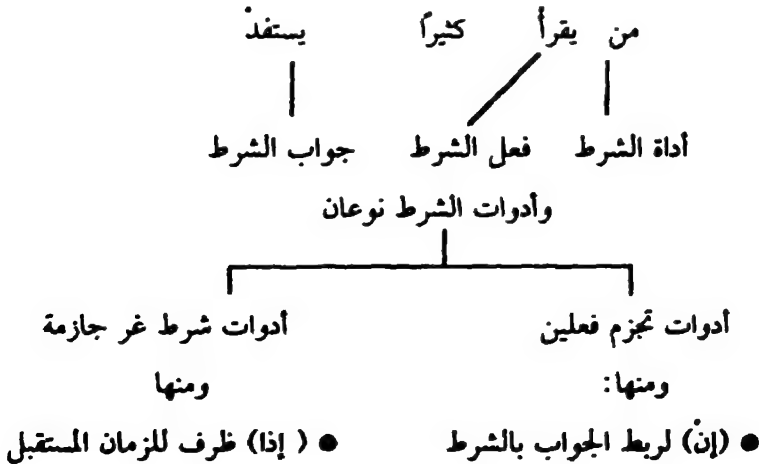 من يقرأ كثيرًا يستفدْ
أداة الشرط فعل الشرط جواب الشرط
وأدوات الشرط نوعان
أدوات تجزم فعلين أدوات شرط غر جازمة
ومنها: ومنها
● (إنْ) لربط الجواب بالشرط ● ( إذا) ظرف للزمان المستقبل